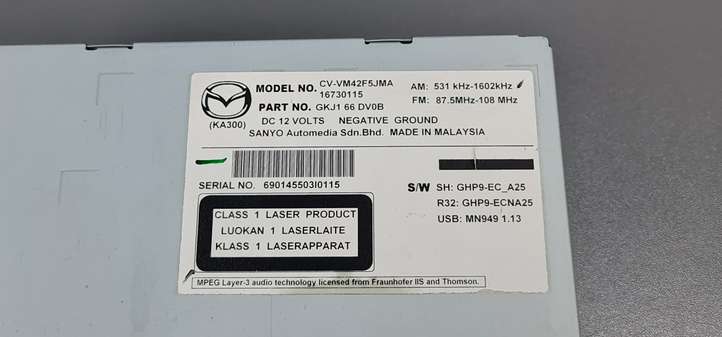 MODEL NO. CV-VM42F5JMA
16730115
AM: 531 kHz-1602kHz
PART NO. GKJ1 66 DV0B
FM: 87.5MHz-108 MHz
(KA300)
DC 12 VOLTS NEGATIVE GROUND
SANYO Automedia Sdn.Bhd. MADE IN MALAYSIA
SERIAL NO. 690145503I0115
S/W SH: GHP9-EC_A25
R32: GHP9-ECNA25
USB: MN949 1.13
CLASS 1 LASER PRODUCT
LUOKAN 1 LASERLAITE
KLASS 1 LASERAPPARAT
MPEG Layer-3 audio technology licensed from Fraunhofer IIS and Thomson.